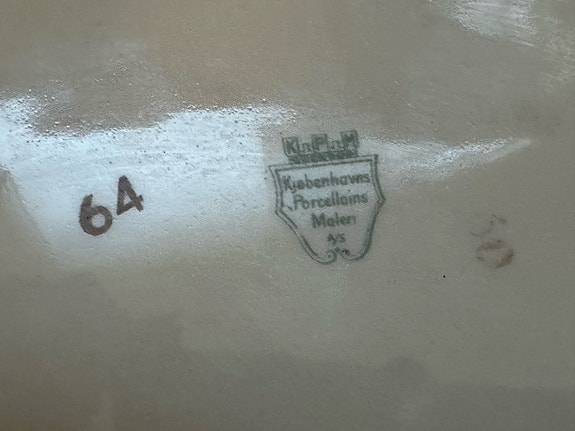 64
K P M
Kjøbenhavns
Porcellains
Maleri
A/S